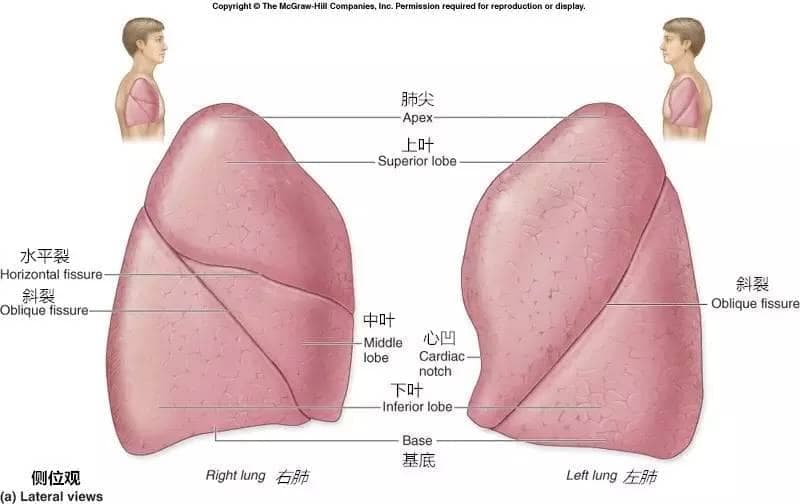 Copyright © The McGraw-Hill Companies, Inc. Permission required for reproduction or display.
肺尖
Apex
上叶
Superior lobe
水平裂
Horizontal fissure
斜裂
Oblique fissure
斜裂
Oblique fissure
中叶
Middle
lobe
心凹
Cardiac
notch
下叶
Inferior lobe
Base
基底
Right lung 右肺
Left lung 左肺
侧位观
(a) Lateral views